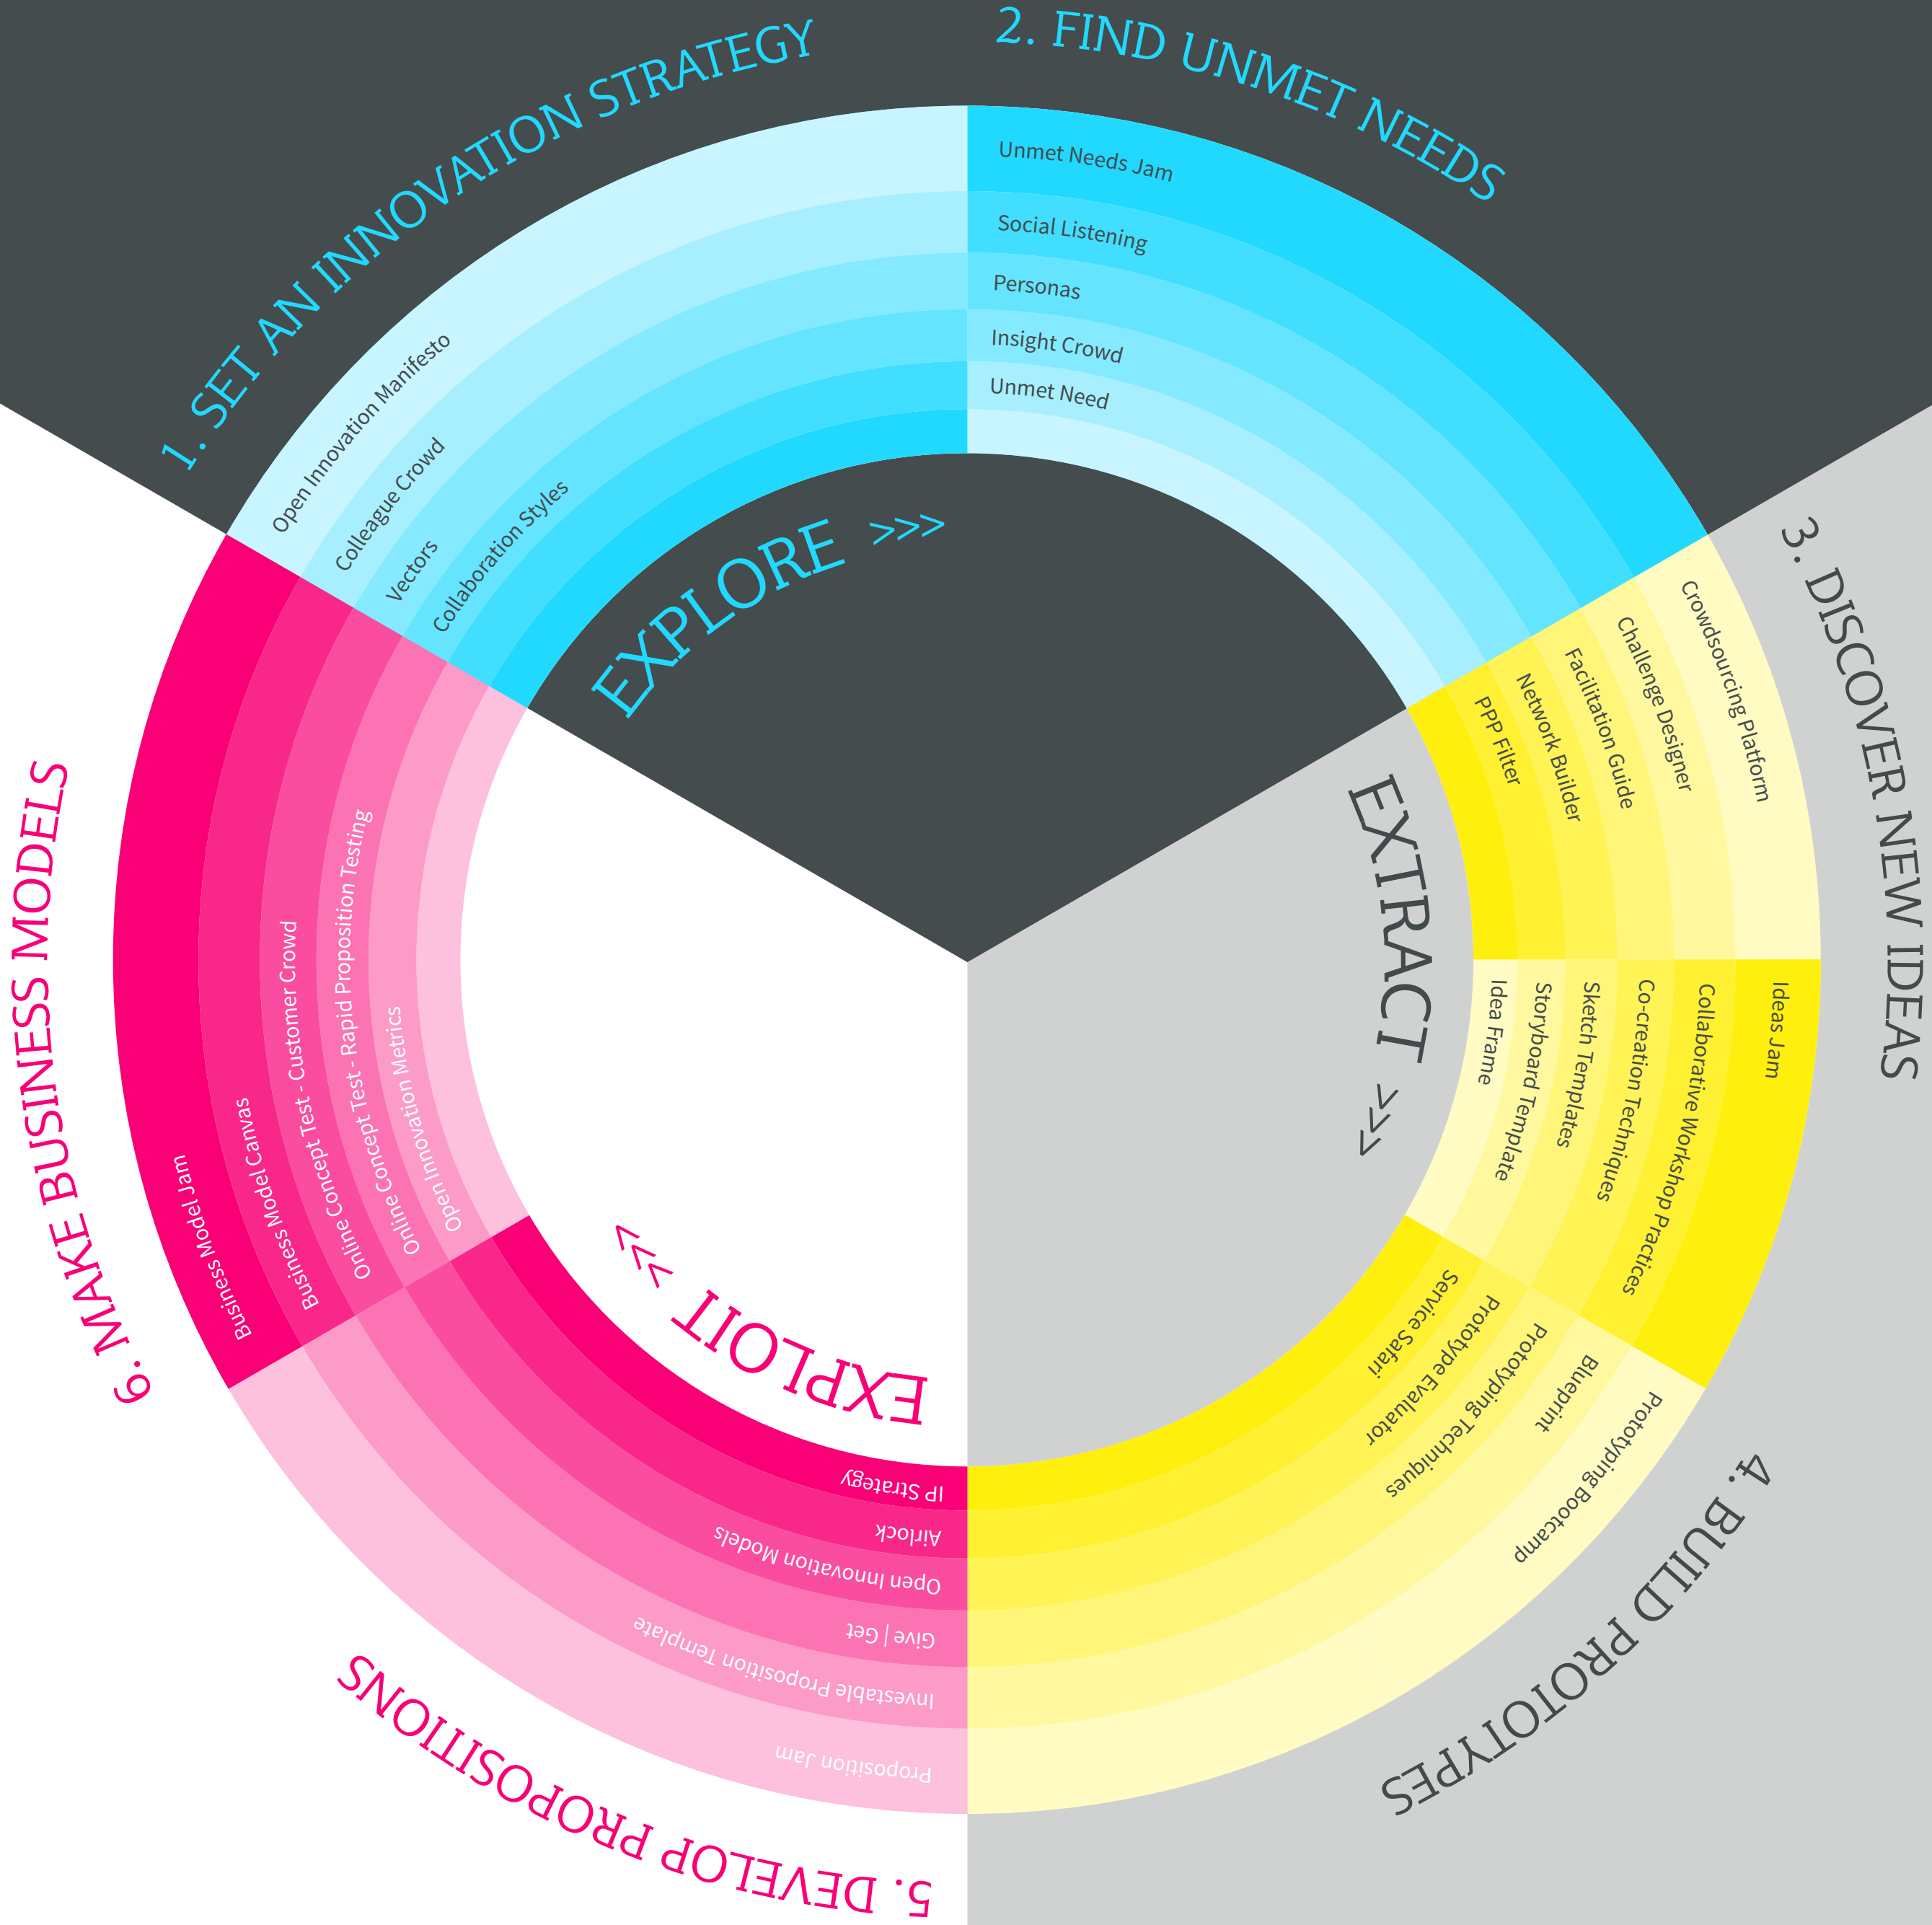 1. SET AN INNOVATION STRATEGY
Open Innovation Manifesto
Colleague Crowd
Vectors
Collaboration Styles
2. FIND UNMET NEEDS
Unmet Needs Jam
Social Listening
Personas
Insight Crowd
Unmet Need
EXPLORE >>>
3. DISCOVER NEW IDEAS
Crowdsourcing Platform
Challenge Designer
Facilitation Guide
Network Builder
PPP Filter
EXTRACT >>>
Ideas Jam
Collaborative Workshop Practices
Co-creation Techniques
Sketch Templates
Storyboard Template
Idea Frame
4. BUILD PROTOTYPES
Prototyping Bootcamp
Blueprint
Prototyping Techniques
Prototype Evaluator
Service Safari
5. DEVELOP PROPOSITIONS
Proposition Jam
Investable Proposition Template
Give | Get
Open Innovation Models
Airlock
IP Strategy
EXPLOIT >>>
6. MAKE BUSINESS MODELS
Business Model Jam
Business Model Canvas
Online Concept Test - Customer Crowd
Online Concept Test - Rapid Proposition Testing
Open Innovation Metrics